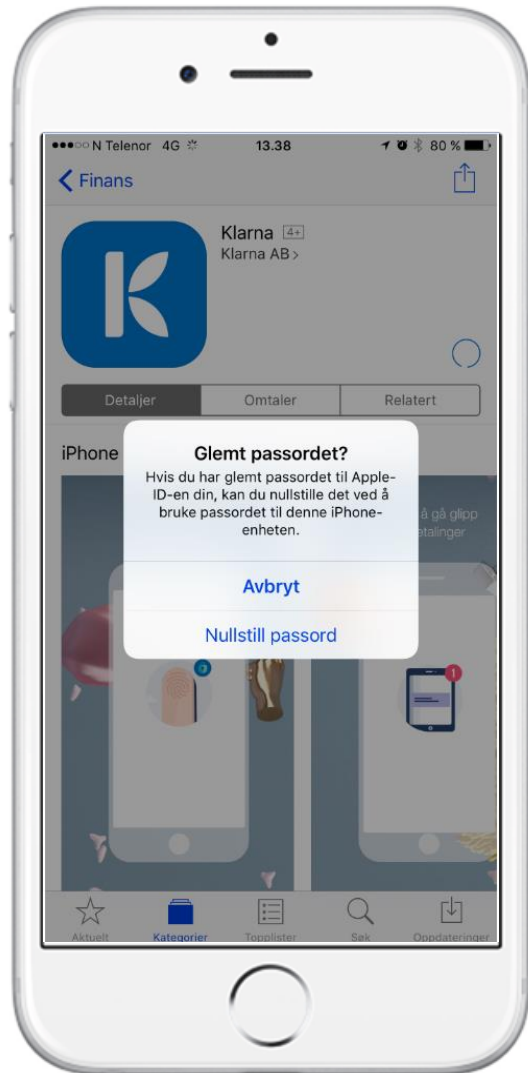 N Telenor 4G 13.38 80 %
Finans
Klarna 4+
Klarna AB >
Detaljer Omtaler Relatert
iPhone
Glemt passordet?
Hvis du har glemt passordet til Apple-
ID-en din, kan du nullstille det ved å
bruke passordet til denne iPhone-
enheten.
å gå glipp
etalinger
Avbryt
Nullstill passord
1
Aktuelt Kategorier Topplister Søk Oppdateringer